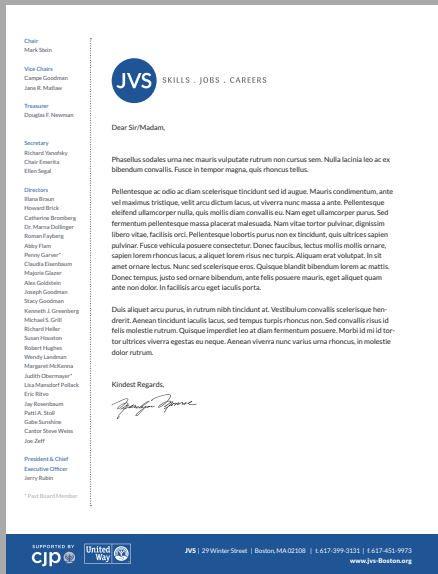 Chair
Mark Stein
Vice Chairs
Campe Goodman
Jane R. Matlaw
Treasurer
Douglas F. Newman
Secretary
Richard Yanofsky
Chair Emerita
Ellen Segal
Directors
Illana Braun
Howard Brick
Catherine Bromberg
Dr. Marna Dollinger
Roman Fayberg
Abby Flam
Penny Garver*
Claudia Eisenbaum
Majorie Glazer
Alex Goldstein
Joseph Goodman
Stacy Goodman
Kenneth J. Greenberg
Michael S. Grill
Richard Heller
Susan Houston
Robert Hughes
Wendy Landman
Margaret McKenna
Judith Obermayer*
Lisa Mansdorf Pollack
Eric Ritvo
Jay Rosenbaum
Patti A. Stoll
Gabe Sunshine
Cantor Steve Weiss
Joe Zeff
President & Chief
Executive Officer
Jerry Rubin
* Past Board Member
JVS SKILLS . JOBS . CAREERS
Dear Sir/Madam,
Phasellus sodales urna nec mauris vulputate rutrum non cursus sem. Nulla lacinia leo ac ex
bibendum convallis. Fusce in tempor magna, quis rhoncus tellus.
Pellentesque ac odio ac diam scelerisque tincidunt sed id augue. Mauris condimentum, ante
vel maximus tristique, velit arcu dictum lacus, ut viverra nunc massa a ante. Pellentesque
eleifend ullamcorper nulla, quis mollis diam convallis eu. Nam eget ullamcorper purus. Sed
fermentum pellentesque massa placerat malesuada. Nam vitae tortor pulvinar, dignissim
libero vitae, facilisis orci. Pellentesque lobortis purus non ex tincidunt, quis ultrices sapien
pulvinar. Fusce vehicula posuere consectetur. Donec faucibus, lectus mollis mollis ornare,
sapien lorem rhoncus lacus, a aliquam erat lectus nec turpis. Aliquam erat volutpat. In sit
amet ornare lectus. Nunc sed scelerisque eros. Quisque blandit bibendum lorem ac mattis.
Donec tempus, justo sed ornare bibendum, ante felis posuere mauris, eget aliquet quam
ante non dolor. In facilisis arcu eget iaculis porta.
Duis aliquet arcu purus, in rutrum nibh tincidunt at. Vestibulum convallis scelerisque hen-
drerit. Aenean tincidunt iaculis lacus, sed tempus turpis rhoncus non. Sed convallis risus id
felis molestie rutrum. Quisque imperdiet leo at diam fermentum posuere. Morbi id mi id tor-
tor ultrices viverra egestas eu neque. Aenean viverra nunc varius urna rhoncus, in molestie
dolor rutrum.
Kindest Regards,
Marilyn Monroe
SUPPORTED BY
cjp
United
Way
JVS | 29 Winter Street | Boston, MA 02108 | t.617-399-3131 | f.617-451-9973
www.jvs-Boston.org